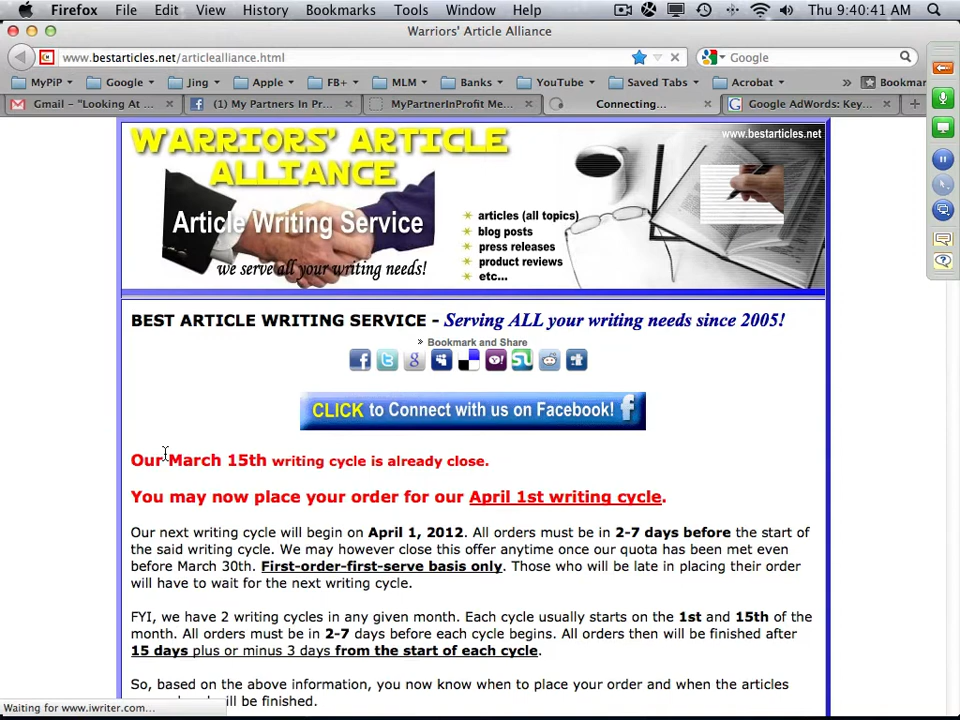 Firefox File Edit View History Bookmarks Tools Window Help Thu 9:40:41 AM
Warriors' Article Alliance
www.bestarticles.net/articlealliance.html Google
MyPiP Google Jing Apple FB+ MLM Banks YouTube Saved Tabs Acrobat » Bookmar
Gmail – "Looking At ... (1) My Partners In Pr... MyPartnerInProfit Me... Connecting... Google AdWords: Key...
WARRIORS' ARTICLE
ALLIANCE
www.bestarticles.net
Article Writing Service
we serve all your writing needs!
articles (all topics)
blog posts
press releases
product reviews
etc...
BEST ARTICLE WRITING SERVICE – Serving ALL your writing needs since 2005!
» Bookmark and Share
CLICK to Connect with us on Facebook!
Our March 15th writing cycle is already close.
You may now place your order for our April 1st writing cycle.
Our next writing cycle will begin on April 1, 2012. All orders must be in 2-7 days before the start of
the said writing cycle. We may however close this offer anytime once our quota has been met even
before March 30th. First-order-first-serve basis only. Those who will be late in placing their order
will have to wait for the next writing cycle.
FYI, we have 2 writing cycles in any given month. Each cycle usually starts on the 1st and 15th of the
month. All orders must be in 2-7 days before each cycle begins. All orders then will be finished after
15 days plus or minus 3 days from the start of each cycle.
So, based on the above information, you now know when to place your order and when the articles
will be finished.
Waiting for www.iwriter.com...